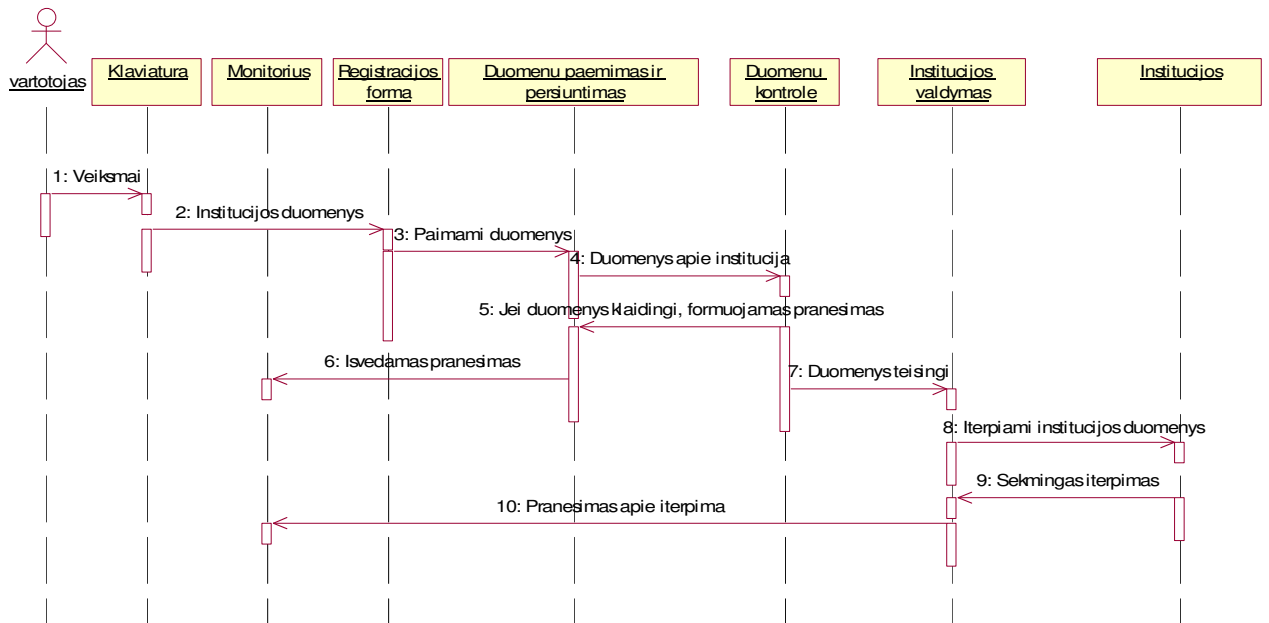 vartotojas
Klaviatura
Monitorius
Registracijos
forma
Duomenu paemimas ir
persiuntimas
Duomenu
kontrole
Institucijos
valdymas
Institucijos
1: Veiksmai
2: Institucijos duomenys
3: Paimami duomenys
4: Duomenys apie institucija
5: Jei duomenys klaidingi, formuojamas pranesimas
6: Isvedamas pranesimas
7: Duomenys teisingi
8: Iterpiami institucijos duomenys
9: Sekmingas iterpimas
10: Pranesimas apie iterpima